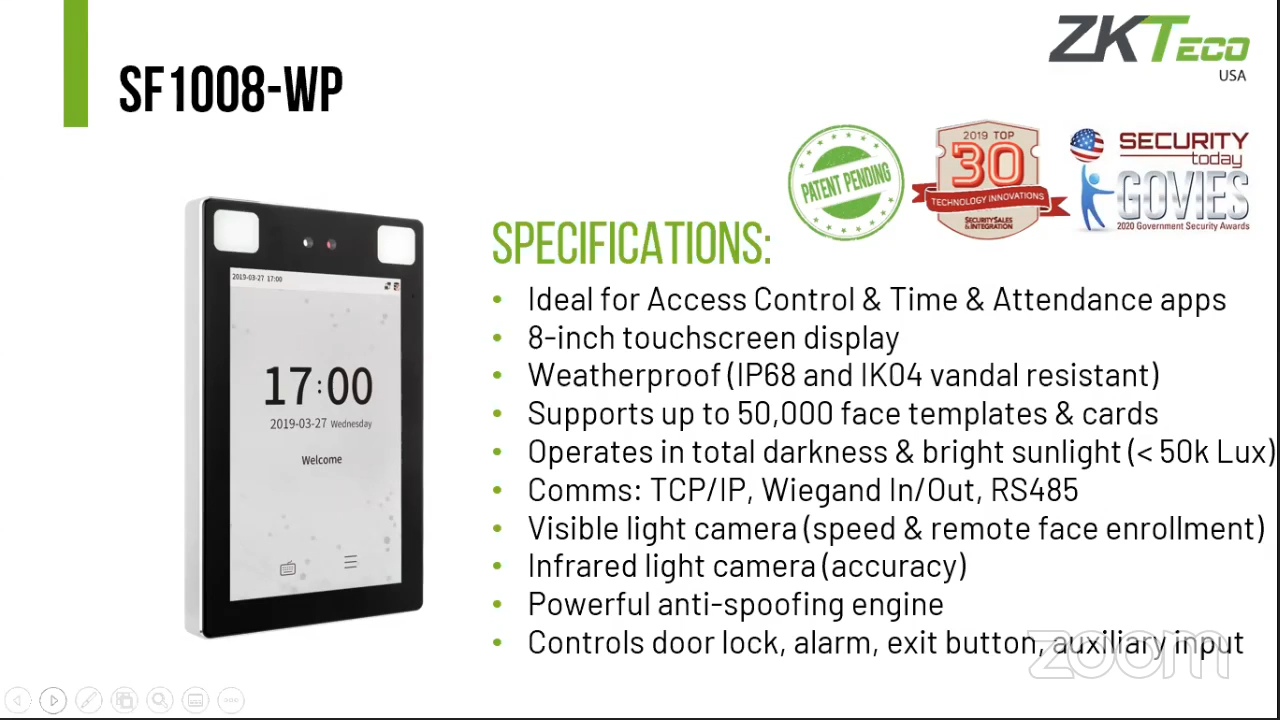 SF1008-WP
ZKTECO
USA
PATENT PENDING
2019 TOP
30
TECHNOLOGY INNOVATIONS
SECURITY SALES
& INTEGRATION
SECURITY
today
GOVIES
2020 Government Security Awards
SPECIFICATIONS:
• Ideal for Access Control & Time & Attendance apps
• 8-inch touchscreen display
• Weatherproof (IP68 and IK04 vandal resistant)
• Supports up to 50,000 face templates & cards
• Operates in total darkness & bright sunlight (< 50k Lux)
• Comms: TCP/IP, Wiegand In/Out, RS485
• Visible light camera (speed & remote face enrollment)
• Infrared light camera (accuracy)
• Powerful anti-spoofing engine
• Controls door lock, alarm, exit button, auxiliary input
2019-03-27 17:00
17:00
2019-03-27 Wednesday
Welcome
zoom